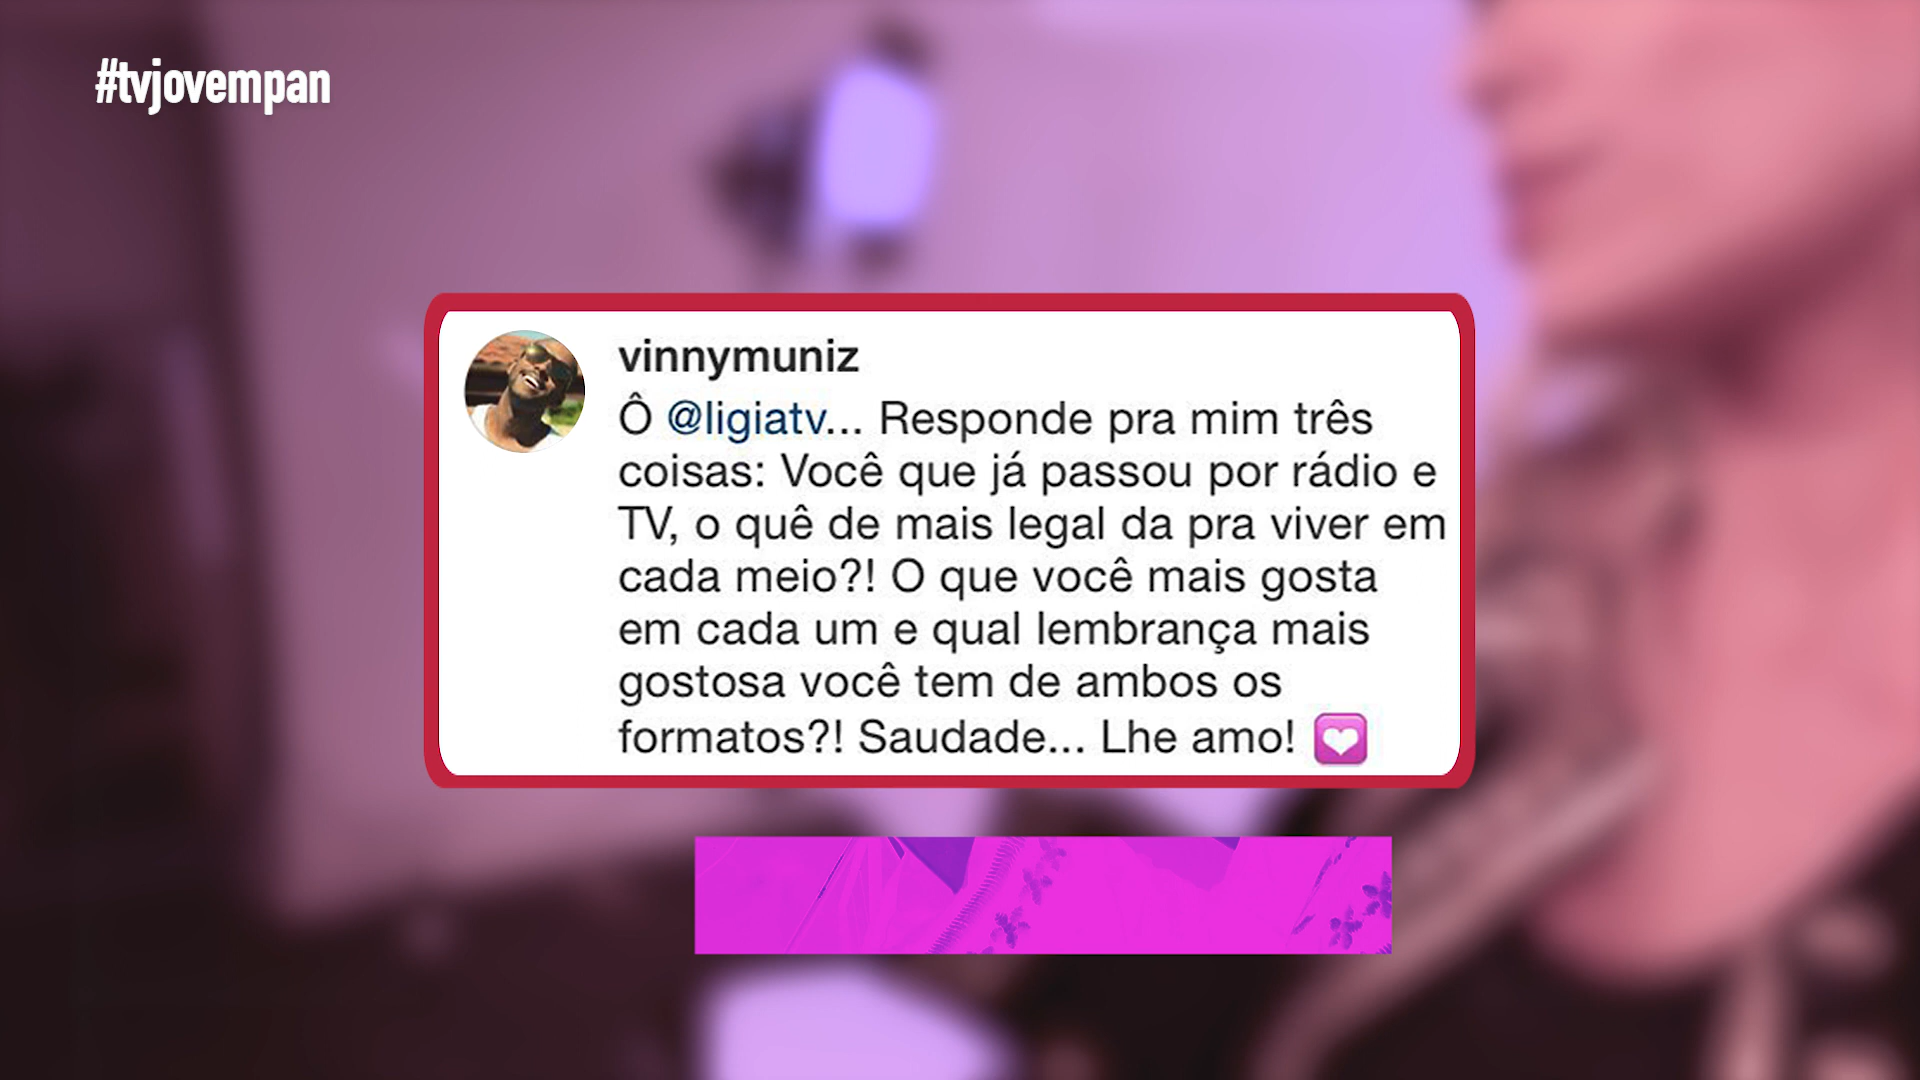 #tvjovempan
vinnymuniz
Ô @ligiatv... Responde pra mim três
coisas: Você que já passou por rádio e
TV, o quê de mais legal da pra viver em
cada meio?! O que você mais gosta
em cada um e qual lembrança mais
gostosa você tem de ambos os
formatos?! Saudade... Lhe amo! 💟